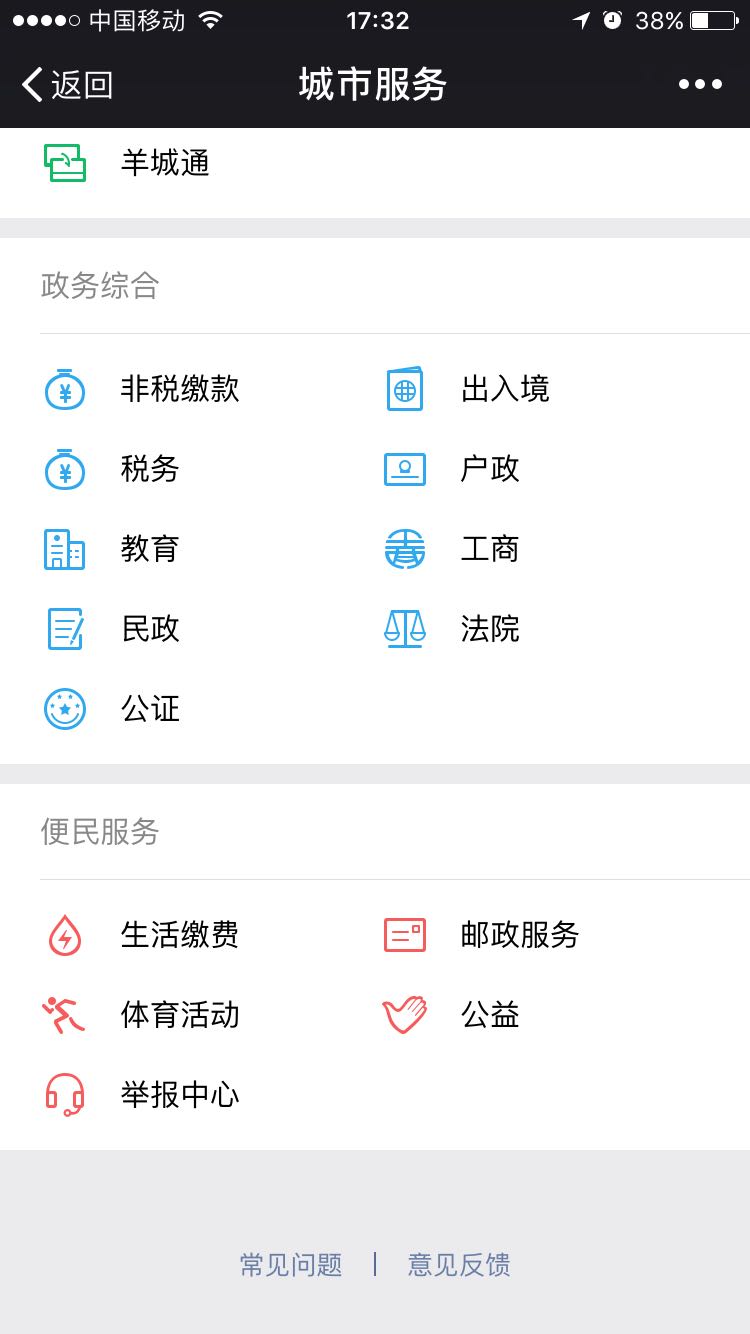 中国移动 17:32 38%
返回 城市服务
羊城通
政务综合
非税缴款 出入境
税务 户政
教育 工商
民政 法院
公证
便民服务
生活缴费 邮政服务
体育活动 公益
举报中心
常见问题 | 意见反馈